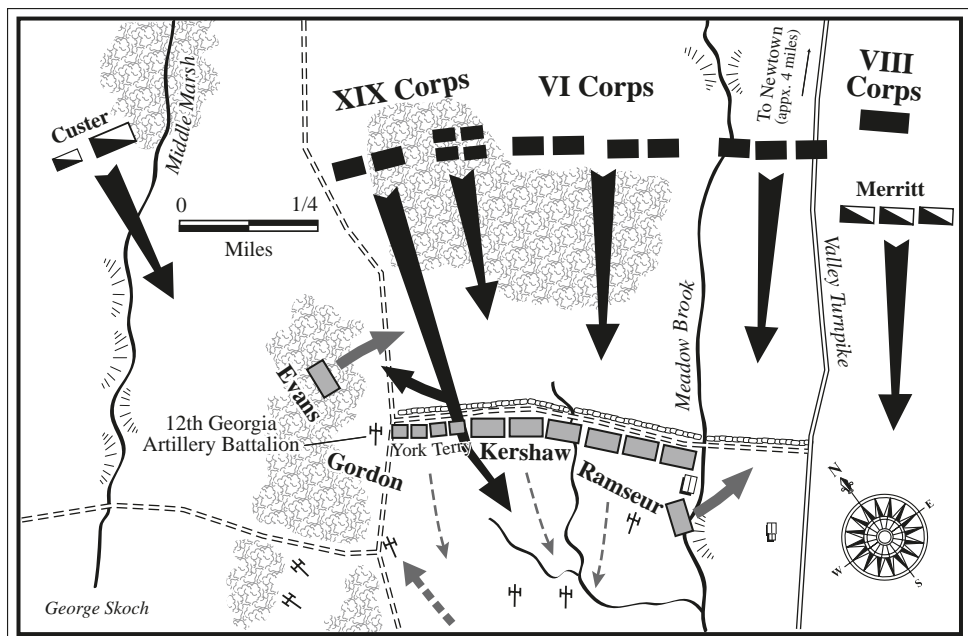 Custer
Middle Marsh
XIX Corps
VI Corps
To Newtown
(appx. 4 miles)
VIII
Corps
Merritt
0 1/4
Miles
Meadow Brook
Valley Turnpike
Evans
12th Georgia
Artillery Battalion
Gordon
York Terry
Kershaw
Ramseur
N
E
W
S
George Skoch